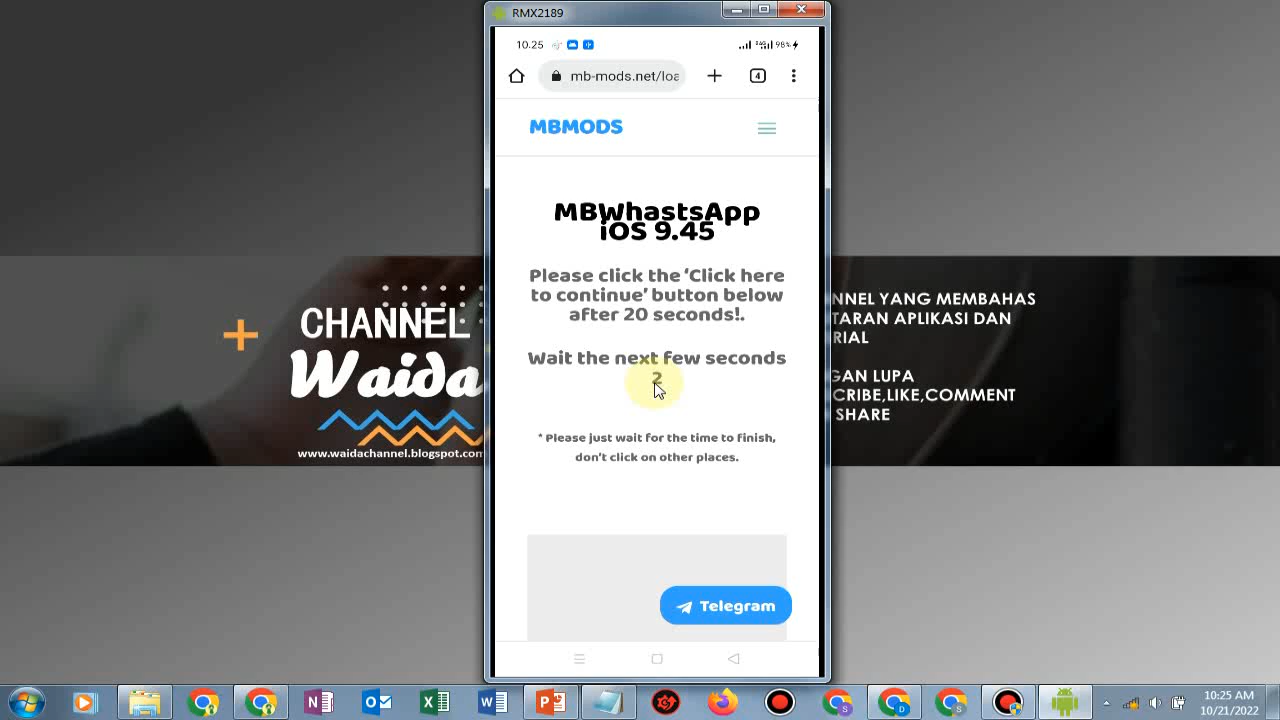 RMX2189
10.25
98%
mb-mods.net/loa
4
MBMODS
MBWhastsApp
iOS 9.45
Please click the ‘Click here
to continue’ button below
after 20 seconds!.
Wait the next few seconds
2
* Please just wait for the time to finish,
don't click on other places.
Telegram
CHANNEL
Waida
www.waidachannel.blogspot.com
NNEL YANG MEMBAHAS
TARAN APLIKASI DAN
RIAL
GAN LUPA
CRIBE,LIKE,COMMENT
SHARE
10:25 AM
10/21/2022